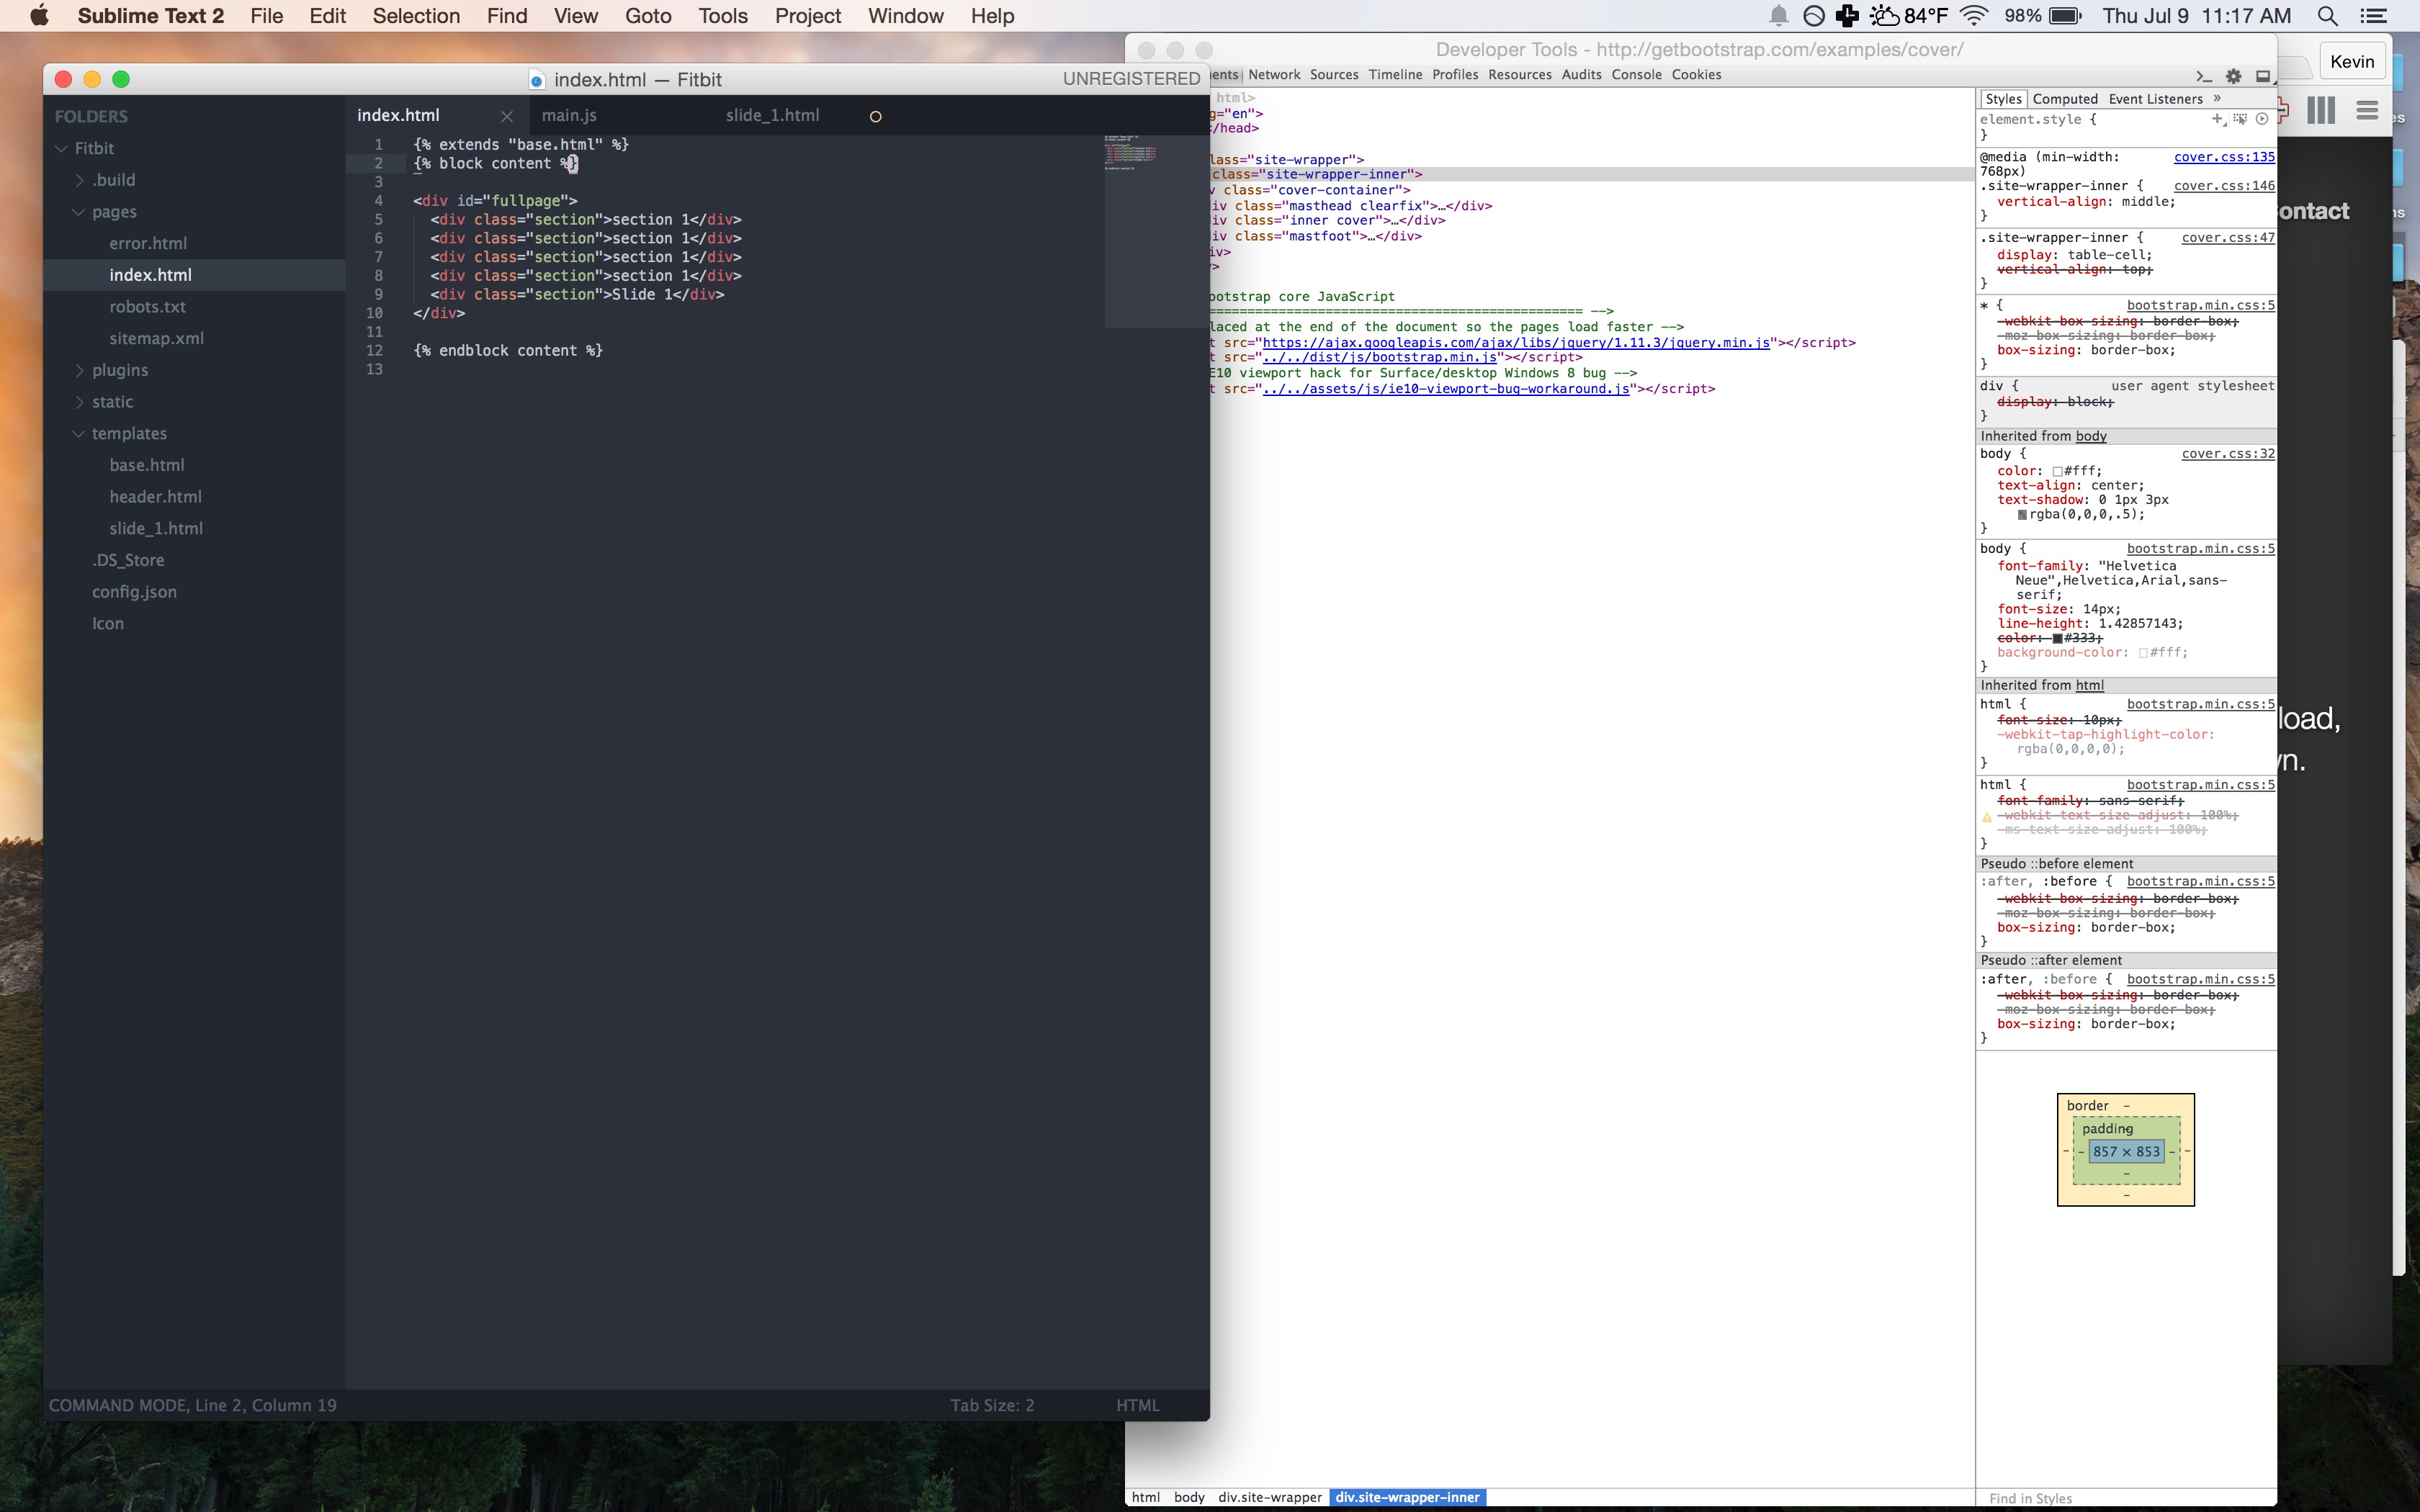 Sublime Text 2 File Edit Selection Find View Goto Tools Project Window Help
84°F 98% Thu Jul 9 11:17 AM
index.html — Fitbit UNREGISTERED
FOLDERS
Fitbit
.build
pages
error.html
index.html
robots.txt
sitemap.xml
plugins
static
templates
base.html
header.html
slide_1.html
.DS_Store
config.json
Icon
index.html main.js slide_1.html
1 {% extends "base.html" %}
2 {% block content %}
3
4 <div id="fullpage">
5 <div class="section">section 1</div>
6 <div class="section">section 1</div>
7 <div class="section">section 1</div>
8 <div class="section">section 1</div>
9 <div class="section">Slide 1</div>
10 </div>
11
12 {% endblock content %}
13
COMMAND MODE, Line 2, Column 19 Tab Size: 2 HTML
Developer Tools - http://getbootstrap.com/examples/cover/
ents Network Sources Timeline Profiles Resources Audits Console Cookies
html>
g="en">
/head>
lass="site-wrapper">
class="site-wrapper-inner">
v class="cover-container">
iv class="masthead clearfix">…</div>
iv class="inner cover">…</div>
iv class="mastfoot">…</div>
iv>
>
ootstrap core JavaScript
================================================ -->
laced at the end of the document so the pages load faster -->
t src="https://ajax.googleapis.com/ajax/libs/jquery/1.11.3/jquery.min.js"></script>
t src="../../dist/js/bootstrap.min.js"></script>
E10 viewport hack for Surface/desktop Windows 8 bug -->
t src="../../assets/js/ie10-viewport-bug-workaround.js"></script>
html body div.site-wrapper div.site-wrapper-inner
Styles Computed Event Listeners »
element.style {
}
@media (min-width: cover.css:135
768px)
.site-wrapper-inner { cover.css:146
vertical-align: middle;
}
.site-wrapper-inner { cover.css:47
display: table-cell;
vertical-align: top;
}
* { bootstrap.min.css:5
-webkit-box-sizing: border-box;
-moz-box-sizing: border-box;
box-sizing: border-box;
}
div { user agent stylesheet
display: block;
}
Inherited from body
body { cover.css:32
color: #fff;
text-align: center;
text-shadow: 0 1px 3px
rgba(0,0,0,.5);
}
body { bootstrap.min.css:5
font-family: "Helvetica
Neue",Helvetica,Arial,sans-
serif;
font-size: 14px;
line-height: 1.42857143;
color: #333;
background-color: #fff;
}
Inherited from html
html { bootstrap.min.css:5
font-size: 10px;
-webkit-tap-highlight-color:
rgba(0,0,0,0);
}
html { bootstrap.min.css:5
font-family: sans-serif;
-webkit-text-size-adjust: 100%;
-ms-text-size-adjust: 100%;
}
Pseudo ::before element
:after, :before { bootstrap.min.css:5
-webkit-box-sizing: border-box;
-moz-box-sizing: border-box;
box-sizing: border-box;
}
Pseudo ::after element
:after, :before { bootstrap.min.css:5
-webkit-box-sizing: border-box;
-moz-box-sizing: border-box;
box-sizing: border-box;
}
border –
padding –
– – 857 × 853 – –
–
–
Find in Styles
Kevin
ontact
load,
vn.